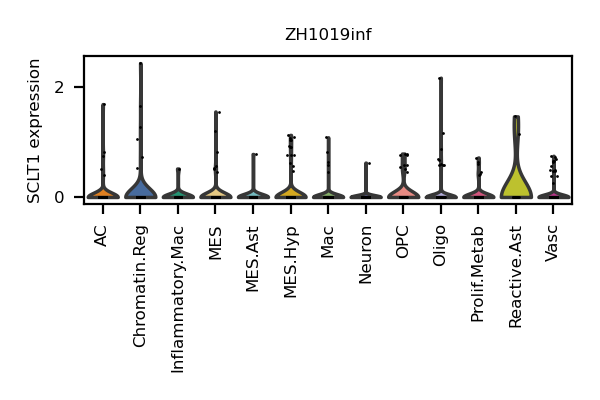 ZH1019inf
SCLT1 expression
2
0
AC
Chromatin.Reg
Inflammatory.Mac
MES
MES.Ast
MES.Hyp
Mac
Neuron
OPC
Oligo
Prolif.Metab
Reactive.Ast
Vasc